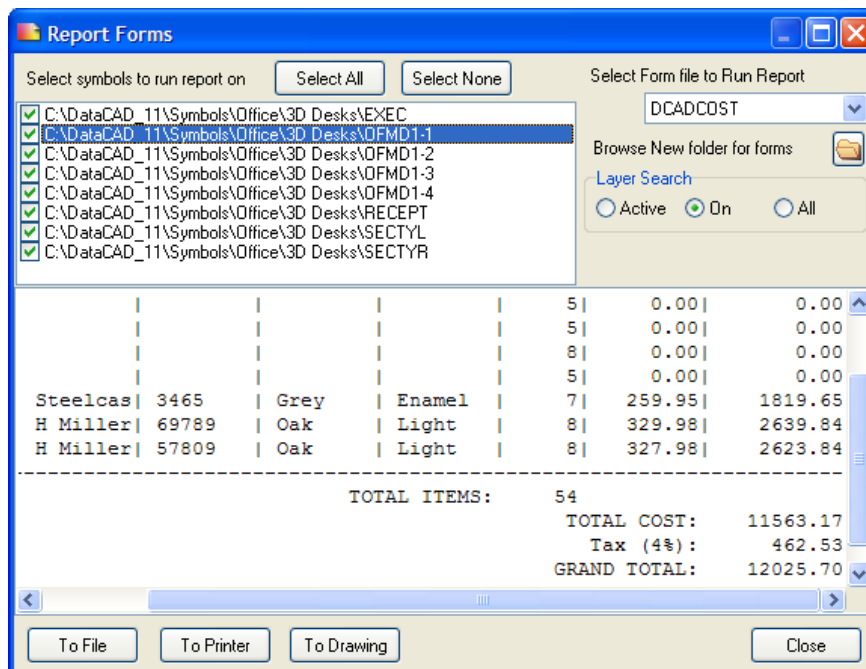 Report Forms
Select symbols to run report on Select All Select None Select Form file to Run Report
DCADCOST
C:\DataCAD_11\Symbols\Office\3D Desks\EXEC
C:\DataCAD_11\Symbols\Office\3D Desks\OFMD1-1
C:\DataCAD_11\Symbols\Office\3D Desks\OFMD1-2
C:\DataCAD_11\Symbols\Office\3D Desks\OFMD1-3
C:\DataCAD_11\Symbols\Office\3D Desks\OFMD1-4
C:\DataCAD_11\Symbols\Office\3D Desks\RECEPT
C:\DataCAD_11\Symbols\Office\3D Desks\SECTYL
C:\DataCAD_11\Symbols\Office\3D Desks\SECTYR
Browse New folder for forms
Layer Search
Active On All
| | | | 5| 0.00| 0.00
| | | | 5| 0.00| 0.00
| | | | 8| 0.00| 0.00
| | | | 5| 0.00| 0.00
Steelcas| 3465 | Grey | Enamel | 7| 259.95| 1819.65
H Miller| 69789 | Oak | Light | 8| 329.98| 2639.84
H Miller| 57809 | Oak | Light | 8| 327.98| 2623.84
TOTAL ITEMS: 54
TOTAL COST: 11563.17
Tax (4%): 462.53
GRAND TOTAL: 12025.70
To File To Printer To Drawing Close